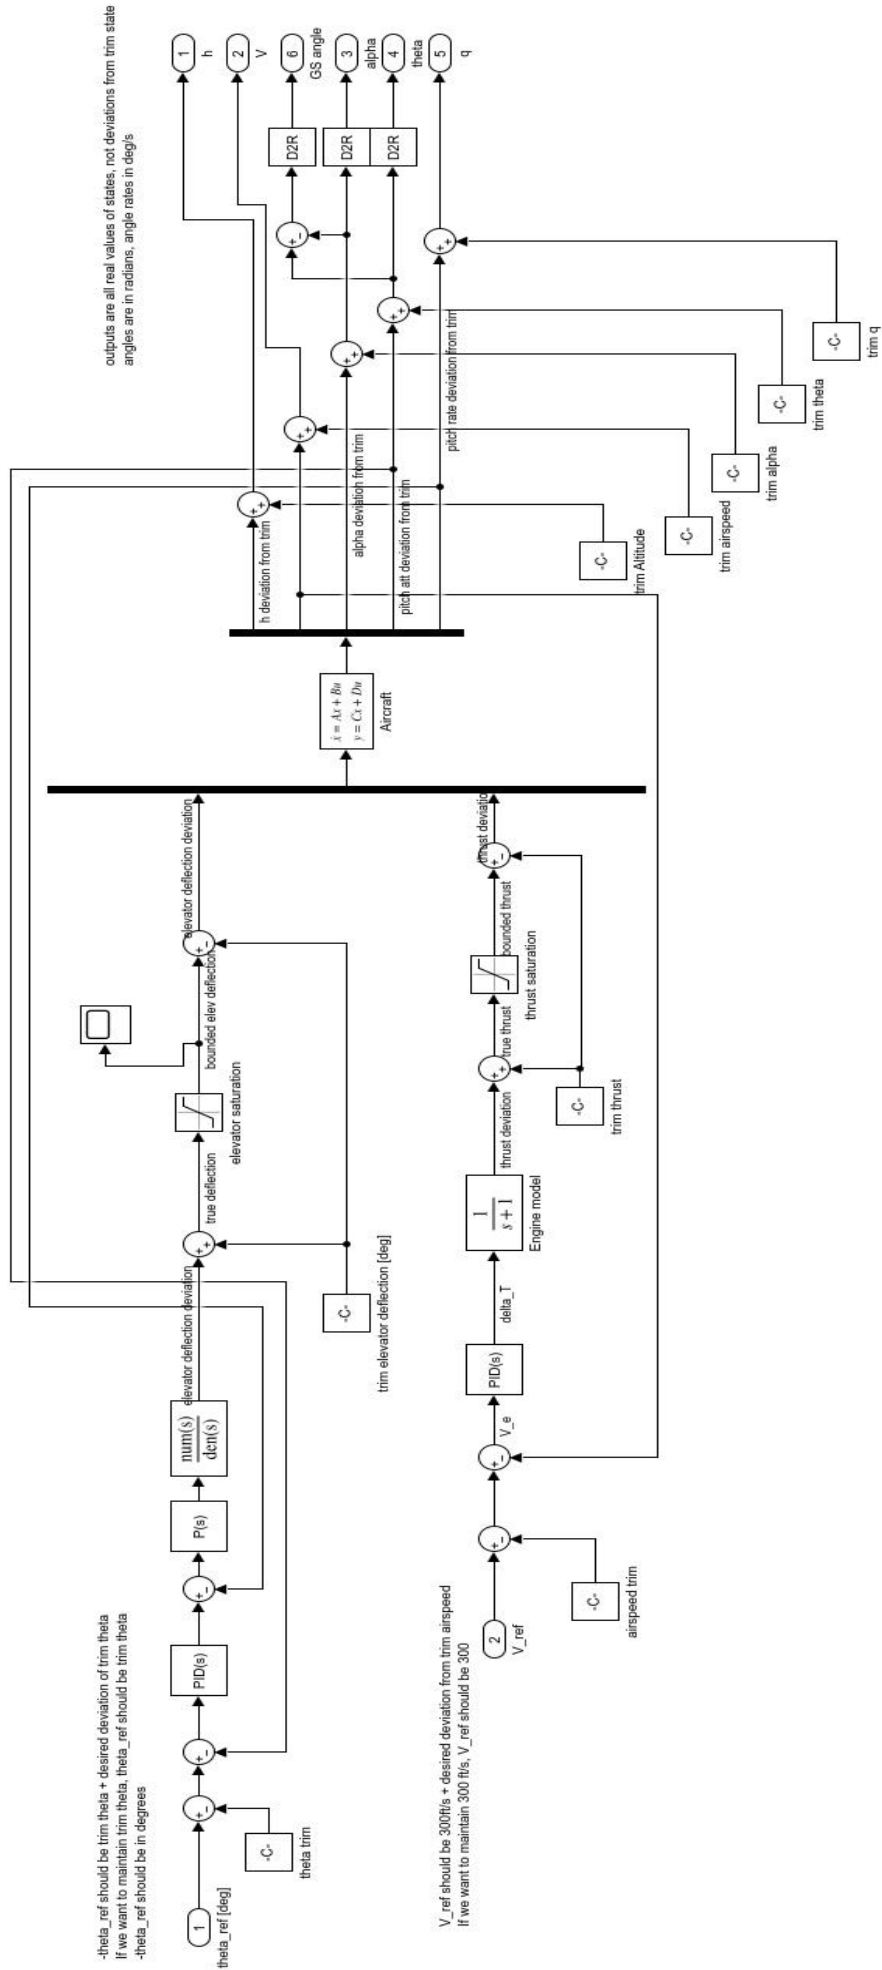 -theta_ref should be trim theta + desired deviation of trim theta
If we want to maintain trim theta, theta_ref should be trim theta
-theta_ref should be in degrees
1
theta_ref [deg]
-C-
theta trim
+
-
+
-
PID(s)
+
-
P(s)
num(s)
den(s)
elevator deflection deviation
+
+
true deflection
elevator saturation
bounded elev deflection
+
-
elevator deflection deviation
-C-
trim elevator deflection [deg]
V_ref should be 300ft/s + desired deviation from trim airspeed
If we want to maintain 300 ft/s, V_ref should be 300
2
V_ref
-C-
airspeed trim
+
-
+
-
V_e
PID(s)
delta_T
1
s+1
Engine model
thrust deviation
+
+
true thrust
thrust saturation
bounded thrust
+
-
thrust deviatio
-C-
trim thrust
ẋ = Ax + Bu
y = Cx + Du
Aircraft
h deviation from trim
alpha deviation from trim
pitch att deviation from trim
pitch rate deviation from trim
+
+
+
+
+
+
+
+
+
-
+
+
-C-
trim Altitude
-C-
trim airspeed
-C-
trim alpha
-C-
trim theta
-C-
trim q
outputs are all real values of states, not deviations from trim state
angles are in radians, angle rates in deg/s
D2R
D2R
D2R
1
h
2
V
6
GS angle
3
alpha
4
theta
5
q